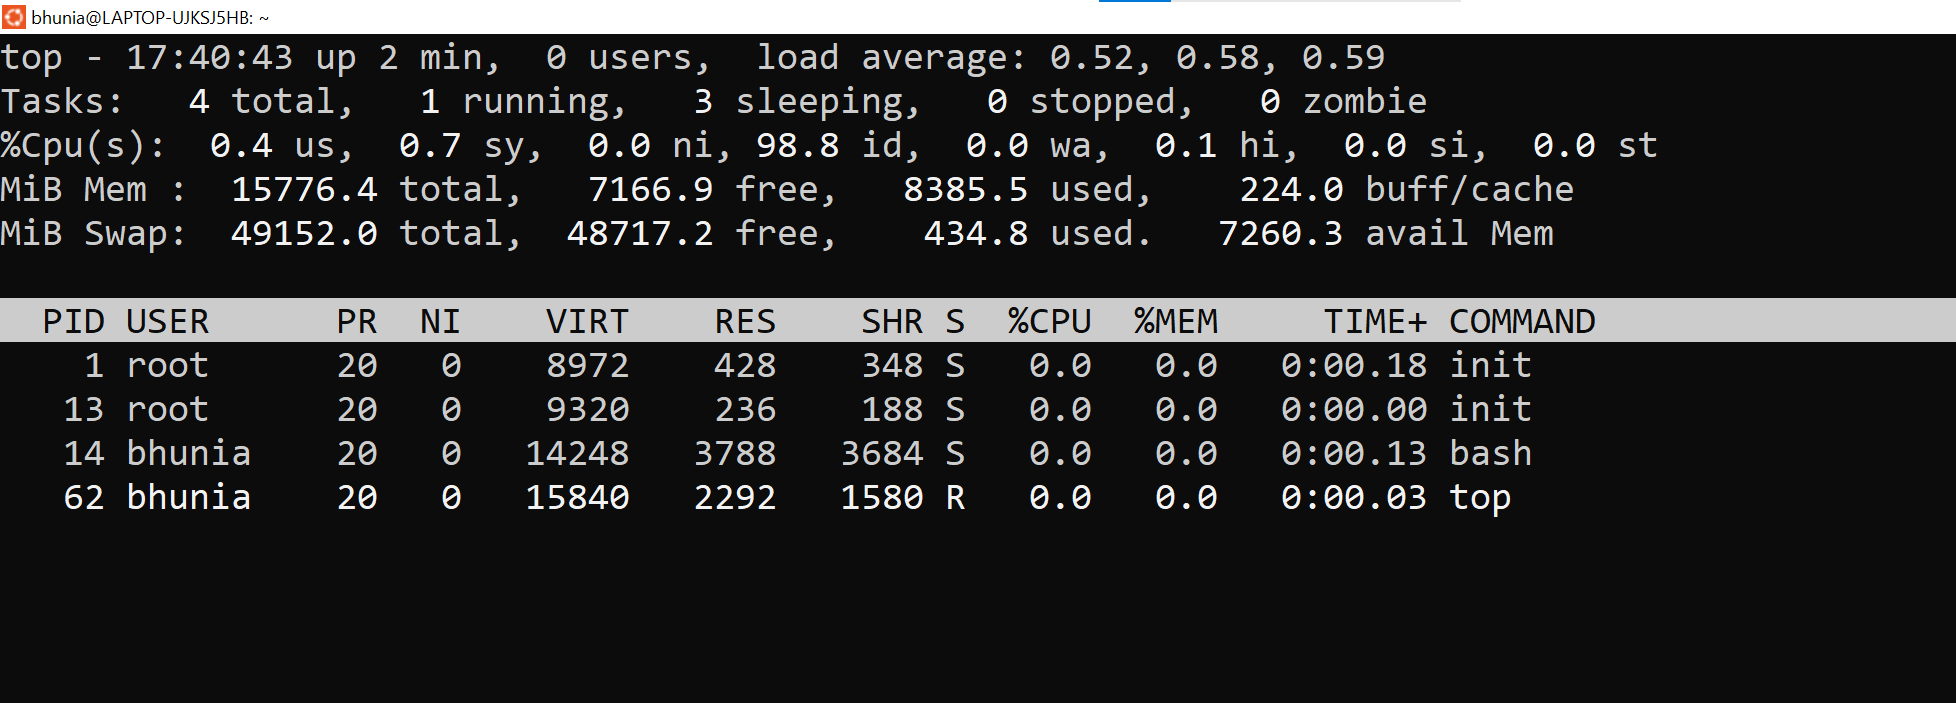 bhunia@LAPTOP-UJKSJ5HB: ~
top - 17:40:43 up 2 min,  0 users,  load average: 0.52, 0.58, 0.59
Tasks:   4 total,   1 running,   3 sleeping,   0 stopped,   0 zombie
%Cpu(s):  0.4 us,  0.7 sy,  0.0 ni, 98.8 id,  0.0 wa,  0.1 hi,  0.0 si,  0.0 st
MiB Mem :  15776.4 total,   7166.9 free,   8385.5 used,    224.0 buff/cache
MiB Swap:  49152.0 total,  48717.2 free,    434.8 used.   7260.3 avail Mem
  PID USER      PR  NI    VIRT    RES    SHR S  %CPU  %MEM     TIME+ COMMAND
    1 root      20   0    8972    428    348 S   0.0   0.0   0:00.18 init
   13 root      20   0    9320    236    188 S   0.0   0.0   0:00.00 init
   14 bhunia    20   0   14248   3788   3684 S   0.0   0.0   0:00.13 bash
   62 bhunia    20   0   15840   2292   1580 R   0.0   0.0   0:00.03 top